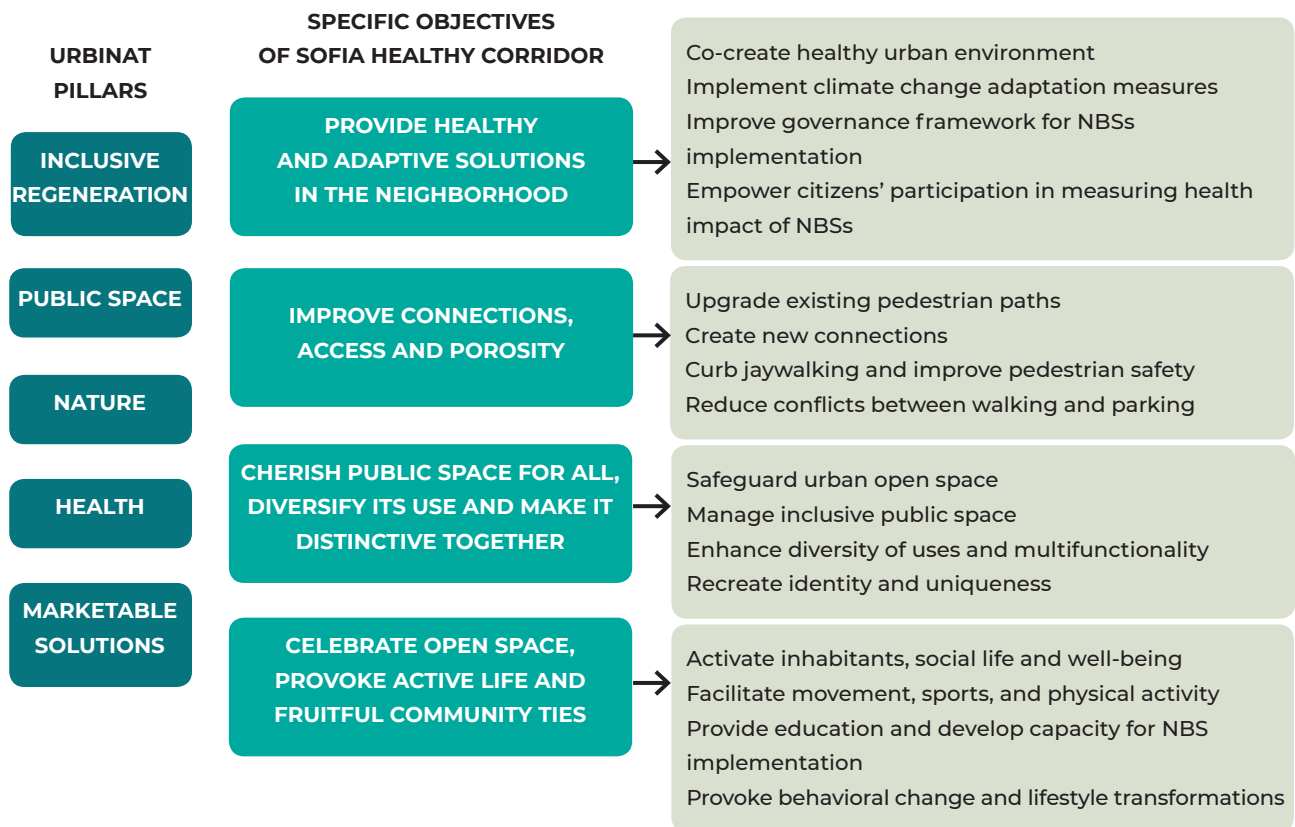 URBINAT
PILLARS
INCLUSIVE
REGENERATION
PUBLIC SPACE
NATURE
HEALTH
MARKETABLE
SOLUTIONS
SPECIFIC OBJECTIVES
OF SOFIA HEALTHY CORRIDOR
PROVIDE HEALTHY
AND ADAPTIVE SOLUTIONS
IN THE NEIGHBORHOOD
Co-create healthy urban environment
Implement climate change adaptation measures
Improve governance framework for NBSs
implementation
Empower citizens’ participation in measuring health
impact of NBSs
IMPROVE CONNECTIONS,
ACCESS AND POROSITY
Upgrade existing pedestrian paths
Create new connections
Curb jaywalking and improve pedestrian safety
Reduce conflicts between walking and parking
CHERISH PUBLIC SPACE FOR ALL,
DIVERSIFY ITS USE AND MAKE IT
DISTINCTIVE TOGETHER
Safeguard urban open space
Manage inclusive public space
Enhance diversity of uses and multifunctionality
Recreate identity and uniqueness
CELEBRATE OPEN SPACE,
PROVOKE ACTIVE LIFE AND
FRUITFUL COMMUNITY TIES
Activate inhabitants, social life and well-being
Facilitate movement, sports, and physical activity
Provide education and develop capacity for NBS
implementation
Provoke behavioral change and lifestyle transformations